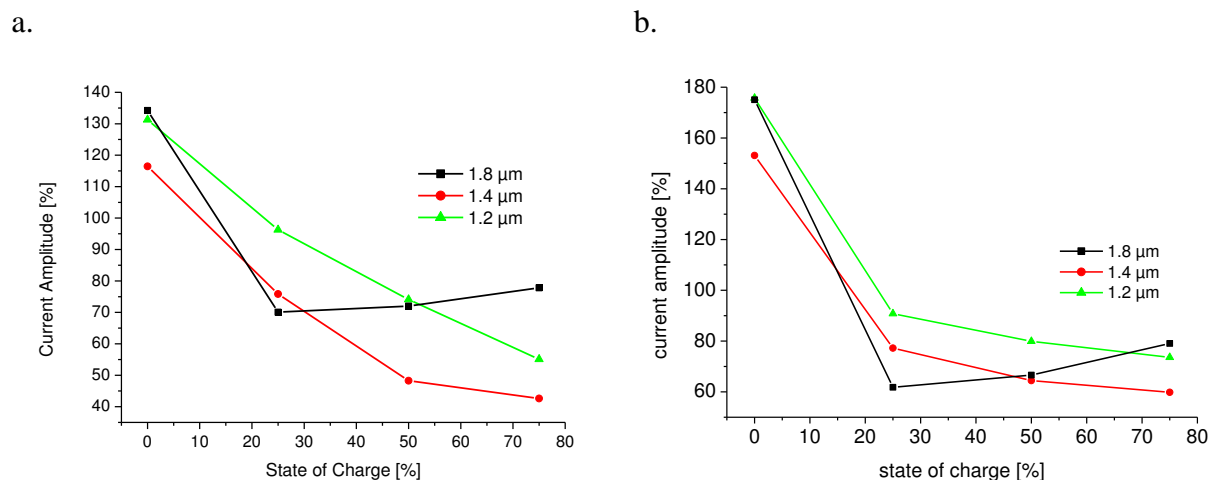 a.
b.
140
130
120
110
100
90
80
70
60
50
40
0 10 20 30 40 50 60 70 80
State of Charge [%]
Current Amplitude [%]
1.8 µm
1.4 µm
1.2 µm
180
160
140
120
100
80
60
0 10 20 30 40 50 60 70 80
state of charge [%]
current amplitude [%]
1.8 µm
1.4 µm
1.2 µm